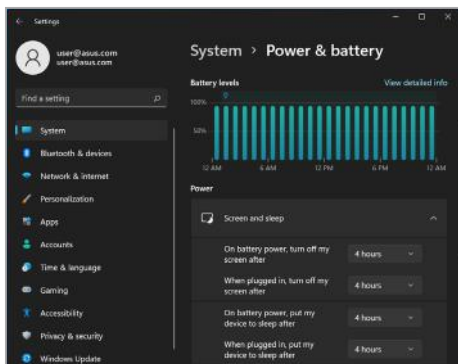 Settings
user@asus.com
user@asus.com
Find a setting
System
Bluetooth & devices
Network & internet
Personalization
Apps
Accounts
Time & language
Gaming
Accessibility
Privacy & security
Windows Update
System > Power & battery
Battery levels
View detailed info
100%
50%
12 AM
6 AM
12 PM
6 PM
12 AM
Power
Screen and sleep
On battery power, turn off my
screen after
4 hours
When plugged in, turn off my
screen after
4 hours
On battery power, put my
device to sleep after
4 hours
When plugged in, put my
device to sleep after
4 hours